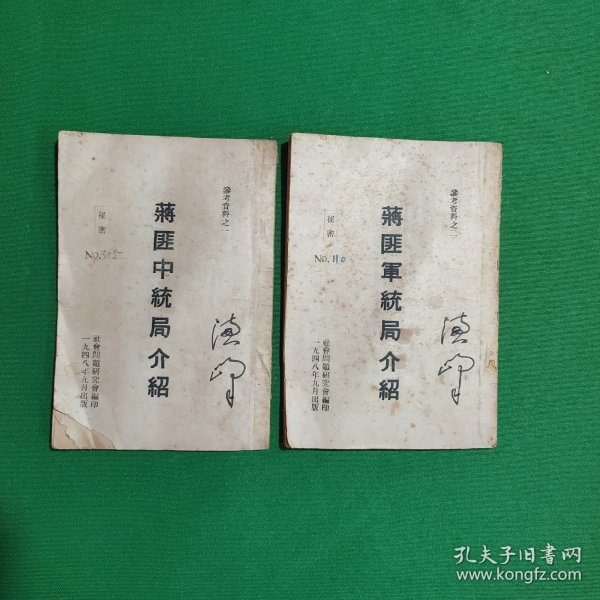 參考資料之一
蔣匪中統局介紹
秘密
NO.305
社會問題研究會編印
一九四八年九月出版
參考資料之二
蔣匪軍統局介紹
秘密
NO.110
社會問題研究會編印
一九四八年九月出版
孔夫子旧书网
www.kongfz.com